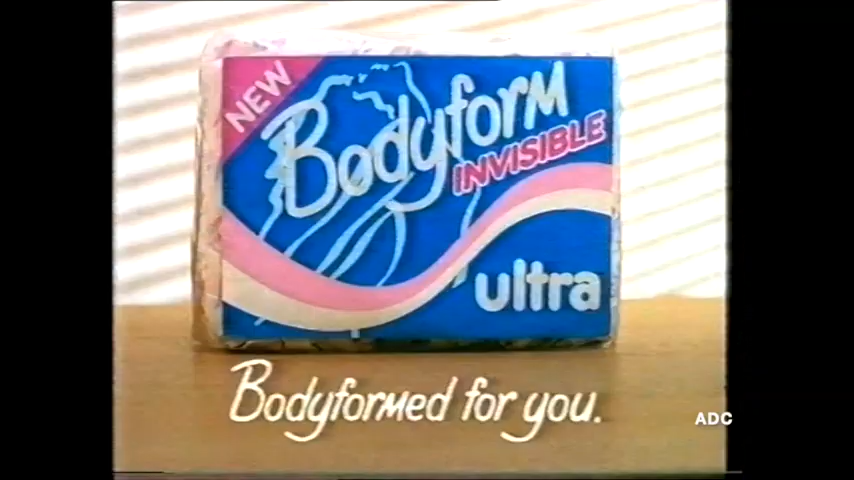 NEW
Bodyform
INVISIBLE
ultra
Bodyformed for you.
ADC